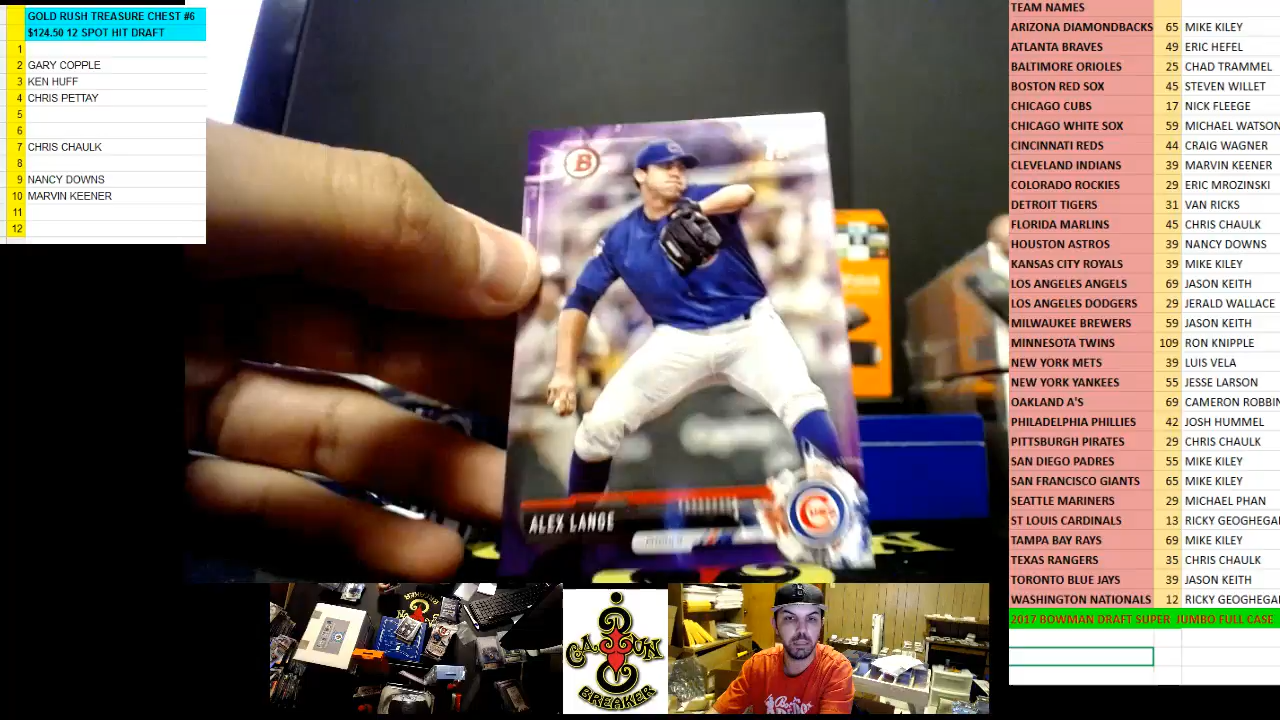 GOLD RUSH TREASURE CHEST #6
$124.50 12 SPOT HIT DRAFT
1
2 GARY COPPLE
3 KEN HUFF
4 CHRIS PETTAY
5
6
7 CHRIS CHAULK
8
9 NANCY DOWNS
10 MARVIN KEENER
11
12
B
ALEX LANGE
CAJUN
BREAKER
TEAM NAMES
ARIZONA DIAMONDBACKS 65 MIKE KILEY
ATLANTA BRAVES 49 ERIC HEFEL
BALTIMORE ORIOLES 25 CHAD TRAMMEL
BOSTON RED SOX 45 STEVEN WILLET
CHICAGO CUBS 17 NICK FLEEGE
CHICAGO WHITE SOX 59 MICHAEL WATSON
CINCINNATI REDS 44 CRAIG WAGNER
CLEVELAND INDIANS 39 MARVIN KEENER
COLORADO ROCKIES 29 ERIC MROZINSKI
DETROIT TIGERS 31 VAN RICKS
FLORIDA MARLINS 45 CHRIS CHAULK
HOUSTON ASTROS 39 NANCY DOWNS
KANSAS CITY ROYALS 39 MIKE KILEY
LOS ANGELES ANGELS 69 JASON KEITH
LOS ANGELES DODGERS 29 JERALD WALLACE
MILWAUKEE BREWERS 59 JASON KEITH
MINNESOTA TWINS 109 RON KNIPPLE
NEW YORK METS 39 LUIS VELA
NEW YORK YANKEES 55 JESSE LARSON
OAKLAND A'S 69 CAMERON ROBBIN
PHILADELPHIA PHILLIES 42 JOSH HUMMEL
PITTSBURGH PIRATES 29 CHRIS CHAULK
SAN DIEGO PADRES 55 MIKE KILEY
SAN FRANCISCO GIANTS 65 MIKE KILEY
SEATTLE MARINERS 29 MICHAEL PHAN
ST LOUIS CARDINALS 13 RICKY GEOGHEGAN
TAMPA BAY RAYS 69 MIKE KILEY
TEXAS RANGERS 35 CHRIS CHAULK
TORONTO BLUE JAYS 39 JASON KEITH
WASHINGTON NATIONALS 12 RICKY GEOGHEGAN
2017 BOWMAN DRAFT SUPER JUMBO FULL CASE